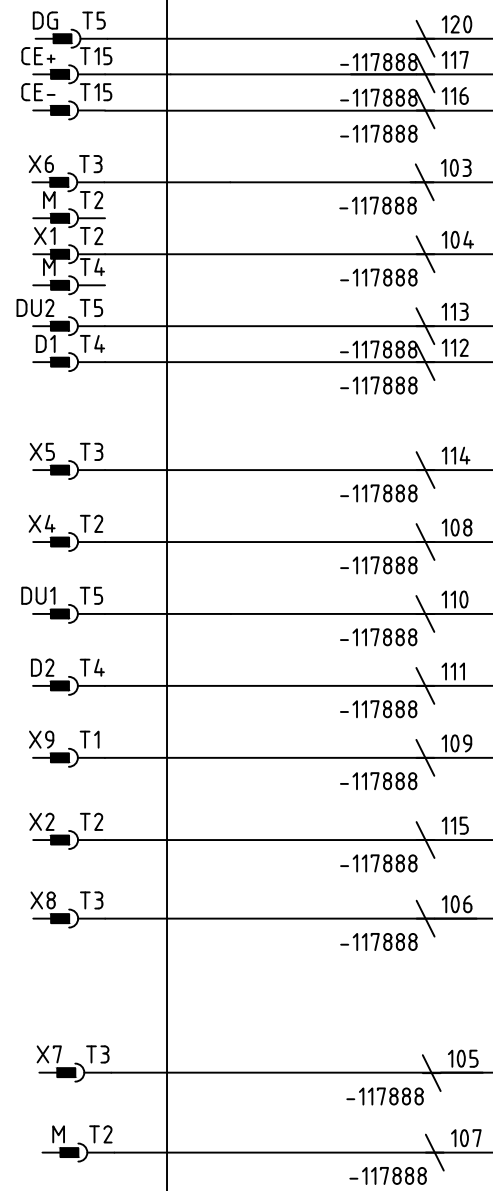 DG T5 120
CE+ T15 -117888 117
CE- T15 -117888 116
-117888
X6 T3 103
M T2 -117888
X1 T2 104
M T4 -117888
DU2 T5 113
D1 T4 -117888 112
-117888
X5 T3 114
-117888
X4 T2 108
-117888
DU1 T5 110
-117888
D2 T4 111
-117888
X9 T1 109
-117888
X2 T2 115
-117888
X8 T3 106
-117888
X7 T3 105
-117888
M T2 107
-117888